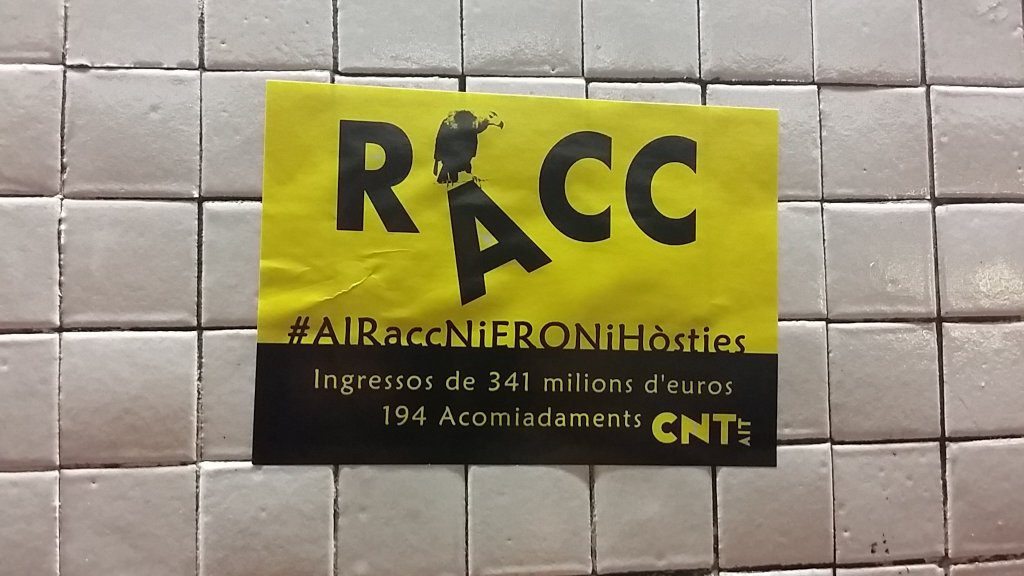 RACC
#AlRaccNiERONiHòsties
Ingressos de 341 milions d'euros
194 Acomiadaments CNT AIT